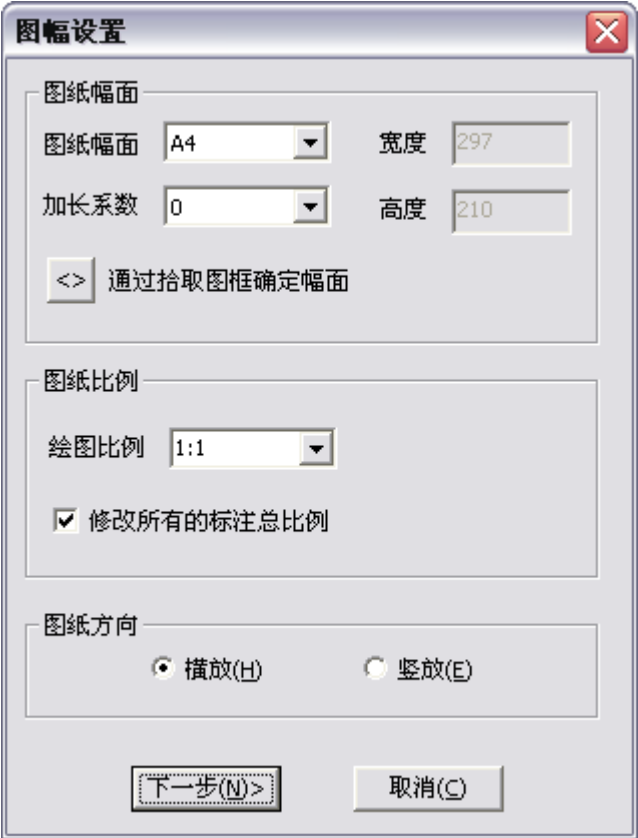 图幅设置
图纸幅面
图纸幅面 A4 宽度 297
加长系数 0 高度 210
<> 通过拾取图框确定幅面
图纸比例
绘图比例 1:1
修改所有的标注总比例
图纸方向
横放(H) 竖放(E)
下一步(N)> 取消(C)